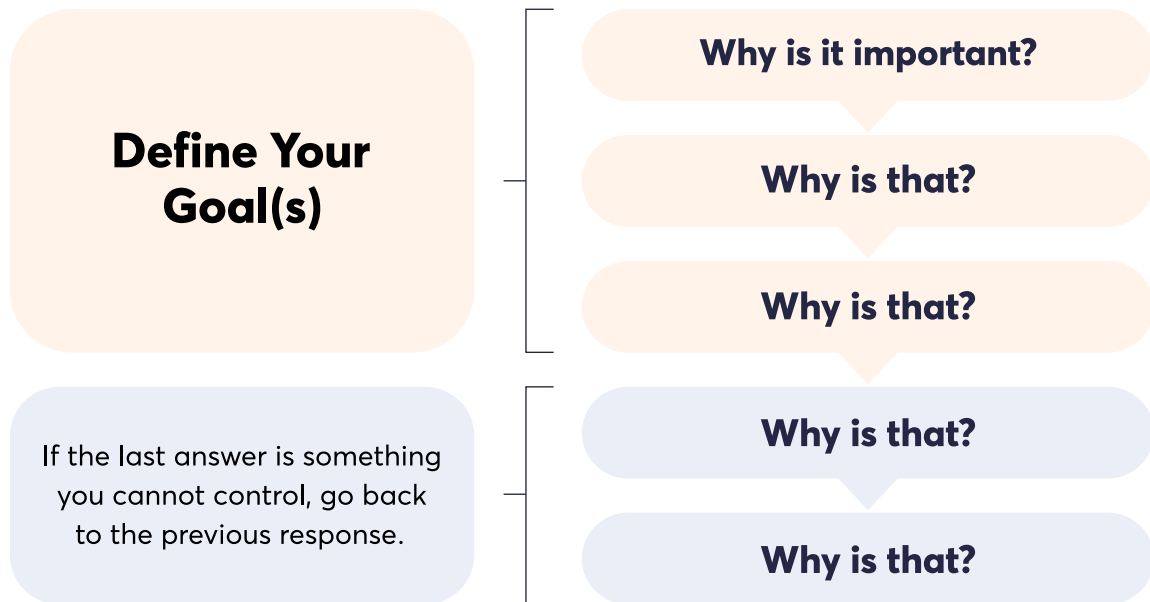 Define Your
Goal(s)
Why is it important?
Why is that?
Why is that?
If the last answer is something
you cannot control, go back
to the previous response.
Why is that?
Why is that?